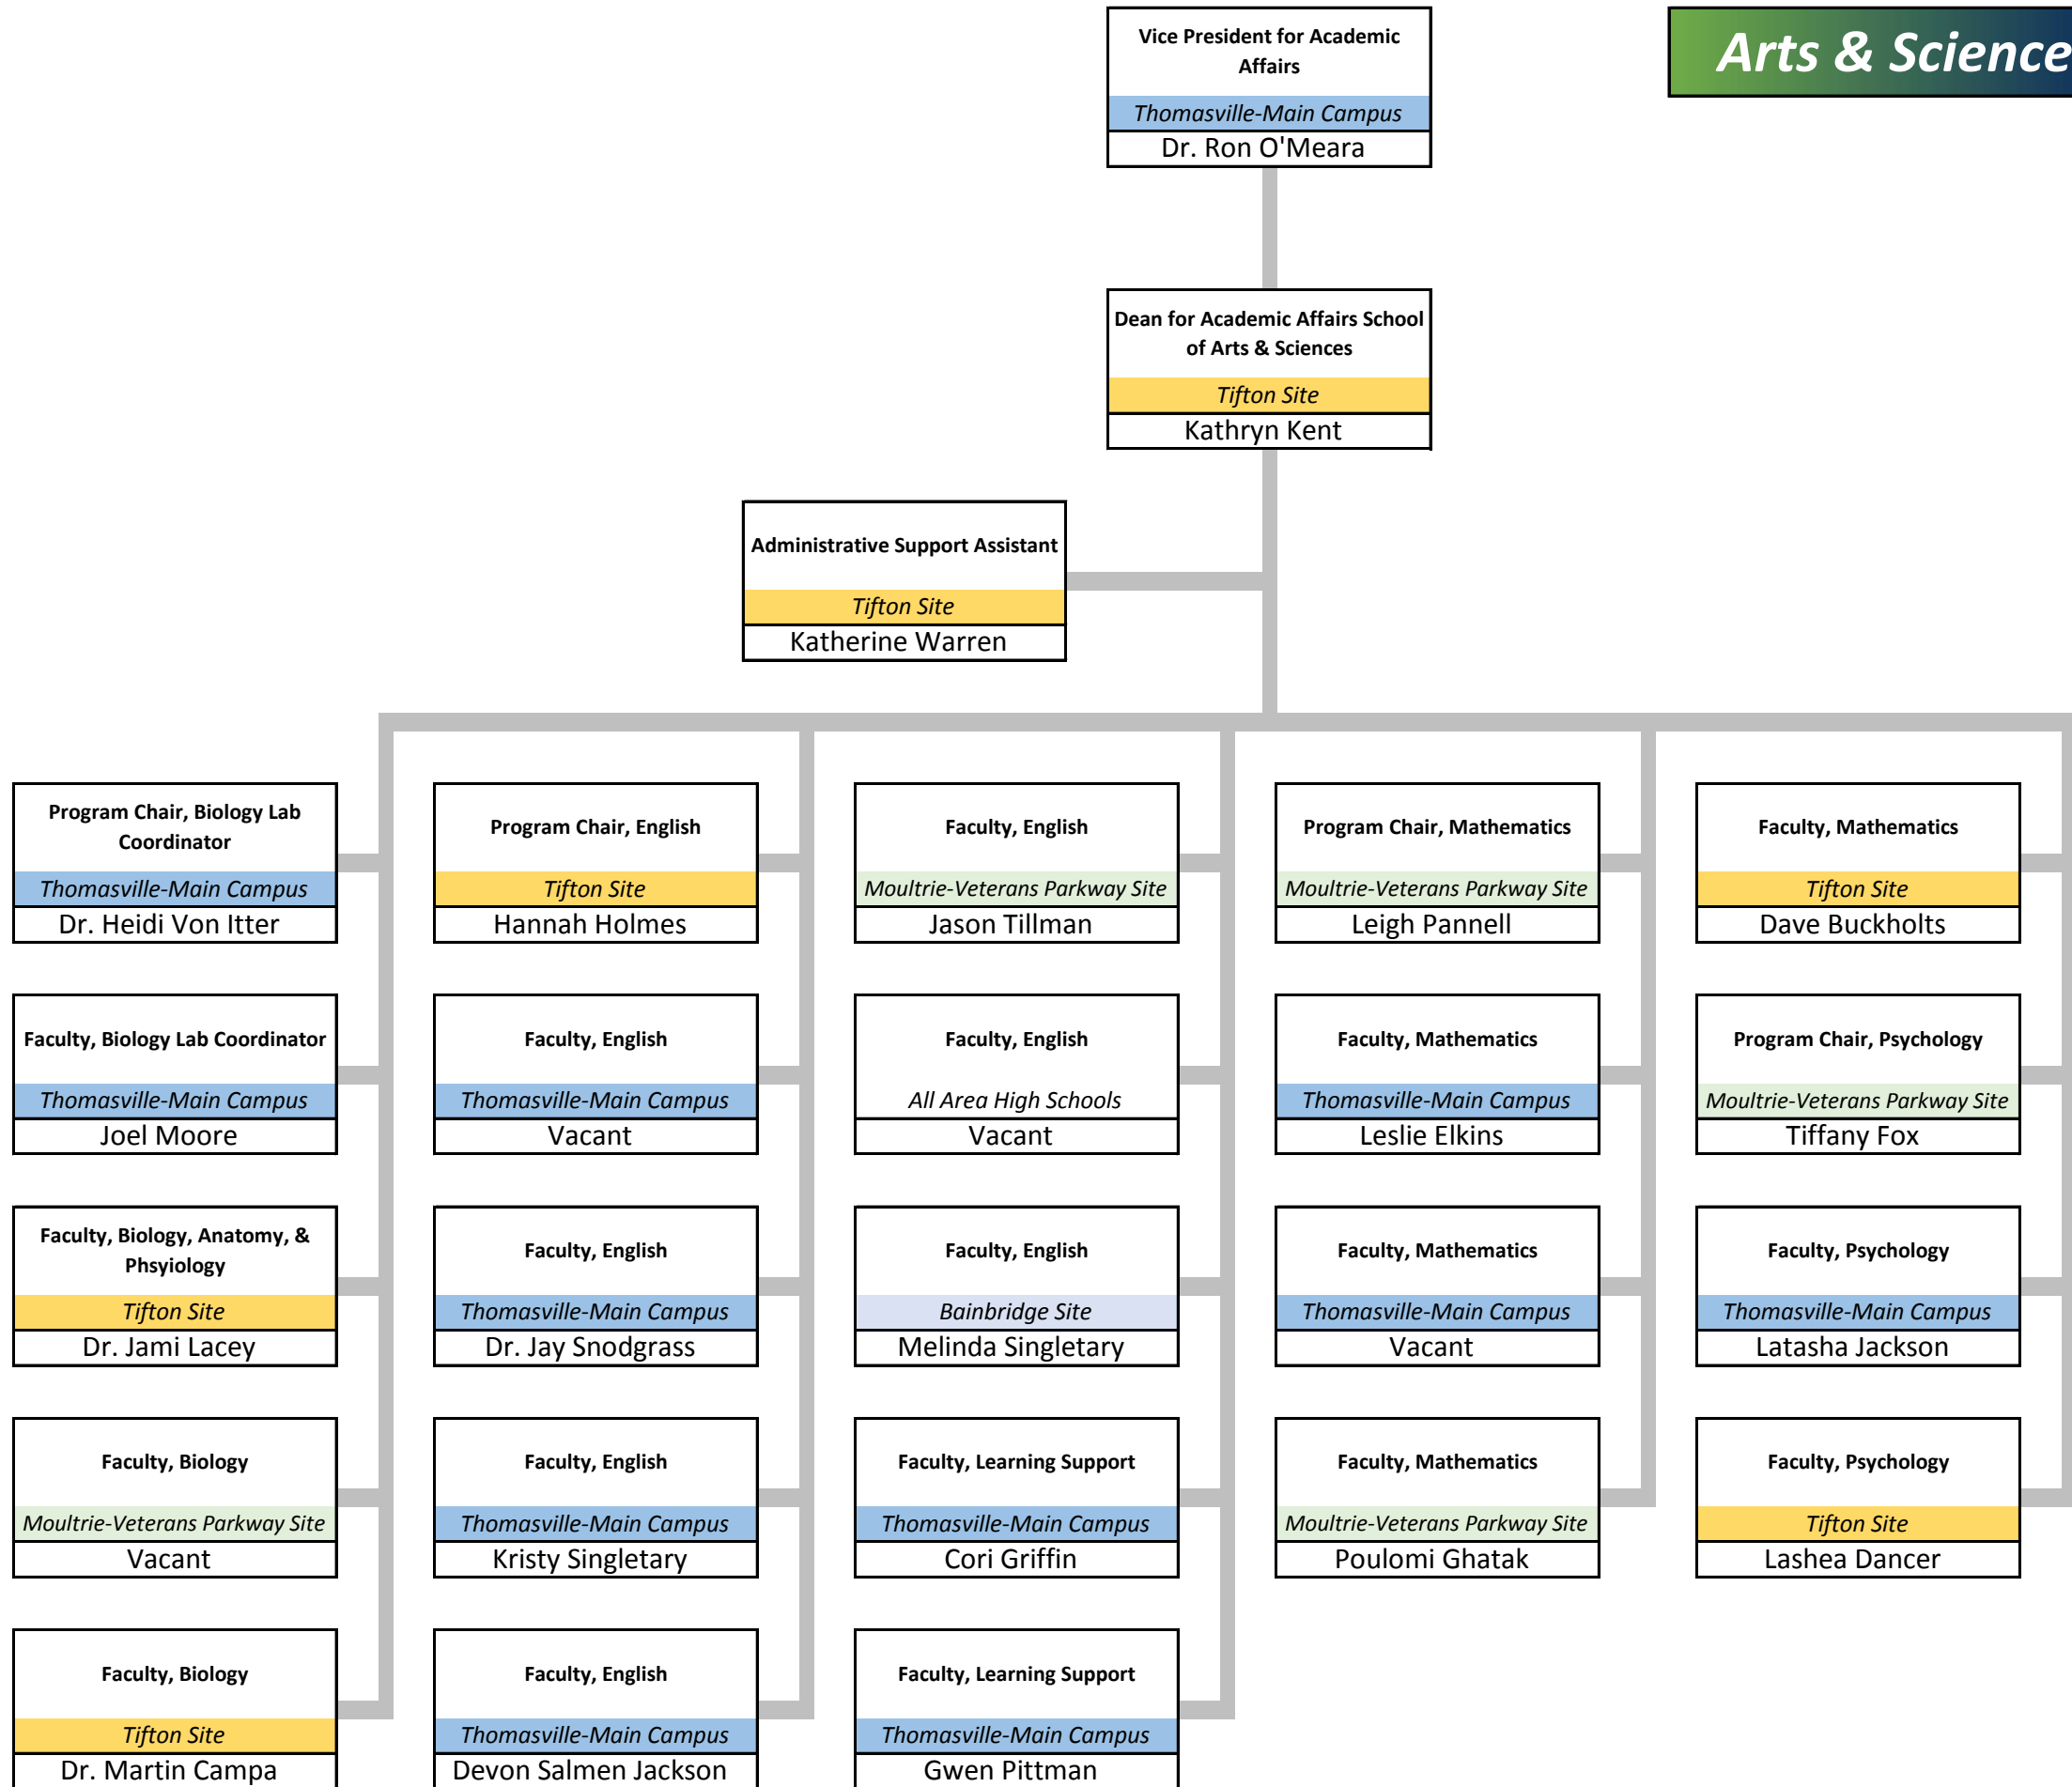 Vice President for Academic
Affairs
Thomasville-Main Campus
Dr. Ron O'Meara
Arts & Science
Dean for Academic Affairs School
of Arts & Sciences
Tifton Site
Kathryn Kent
Administrative Support Assistant
Tifton Site
Katherine Warren
Program Chair, Biology Lab
Coordinator
Thomasville-Main Campus
Dr. Heidi Von Itter
Program Chair, English
Tifton Site
Hannah Holmes
Faculty, English
Moultrie-Veterans Parkway Site
Jason Tillman
Program Chair, Mathematics
Moultrie-Veterans Parkway Site
Leigh Pannell
Faculty, Mathematics
Tifton Site
Dave Buckholts
Faculty, Biology Lab Coordinator
Thomasville-Main Campus
Joel Moore
Faculty, English
Thomasville-Main Campus
Vacant
Faculty, English
All Area High Schools
Vacant
Faculty, Mathematics
Thomasville-Main Campus
Leslie Elkins
Program Chair, Psychology
Moultrie-Veterans Parkway Site
Tiffany Fox
Faculty, Biology, Anatomy, &
Phsyiology
Tifton Site
Dr. Jami Lacey
Faculty, English
Thomasville-Main Campus
Dr. Jay Snodgrass
Faculty, English
Bainbridge Site
Melinda Singletary
Faculty, Mathematics
Thomasville-Main Campus
Vacant
Faculty, Psychology
Thomasville-Main Campus
Latasha Jackson
Faculty, Biology
Moultrie-Veterans Parkway Site
Vacant
Faculty, English
Thomasville-Main Campus
Kristy Singletary
Faculty, Learning Support
Thomasville-Main Campus
Cori Griffin
Faculty, Mathematics
Moultrie-Veterans Parkway Site
Poulomi Ghatak
Faculty, Psychology
Tifton Site
Lashea Dancer
Faculty, Biology
Tifton Site
Dr. Martin Campa
Faculty, English
Thomasville-Main Campus
Devon Salmen Jackson
Faculty, Learning Support
Thomasville-Main Campus
Gwen Pittman